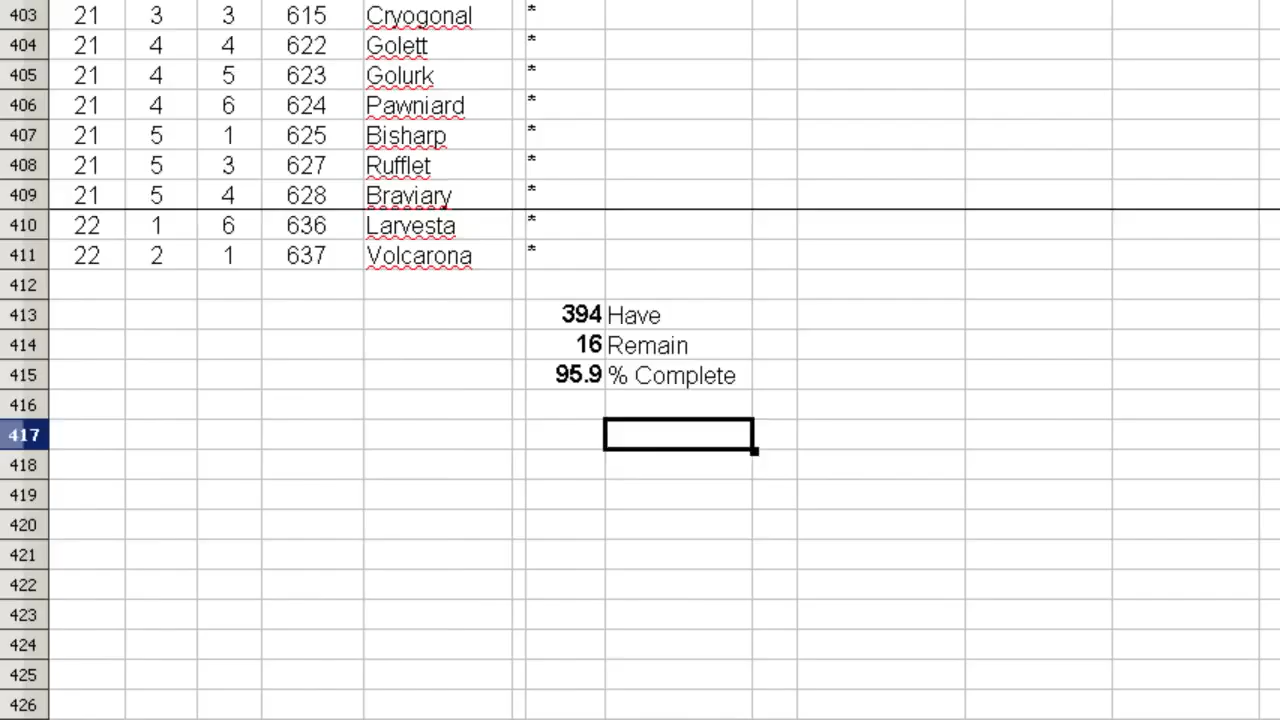 403 21 3 3 615 Cryogonal *
404 21 4 4 622 Golett *
405 21 4 5 623 Golurk *
406 21 4 6 624 Pawniard *
407 21 5 1 625 Bisharp *
408 21 5 3 627 Rufflet *
409 21 5 4 628 Braviary *
410 22 1 6 636 Larvesta *
411 22 2 1 637 Volcarona *
412
413 394 Have
414 16 Remain
415 95.9 % Complete
416
417
418
419
420
421
422
423
424
425
426